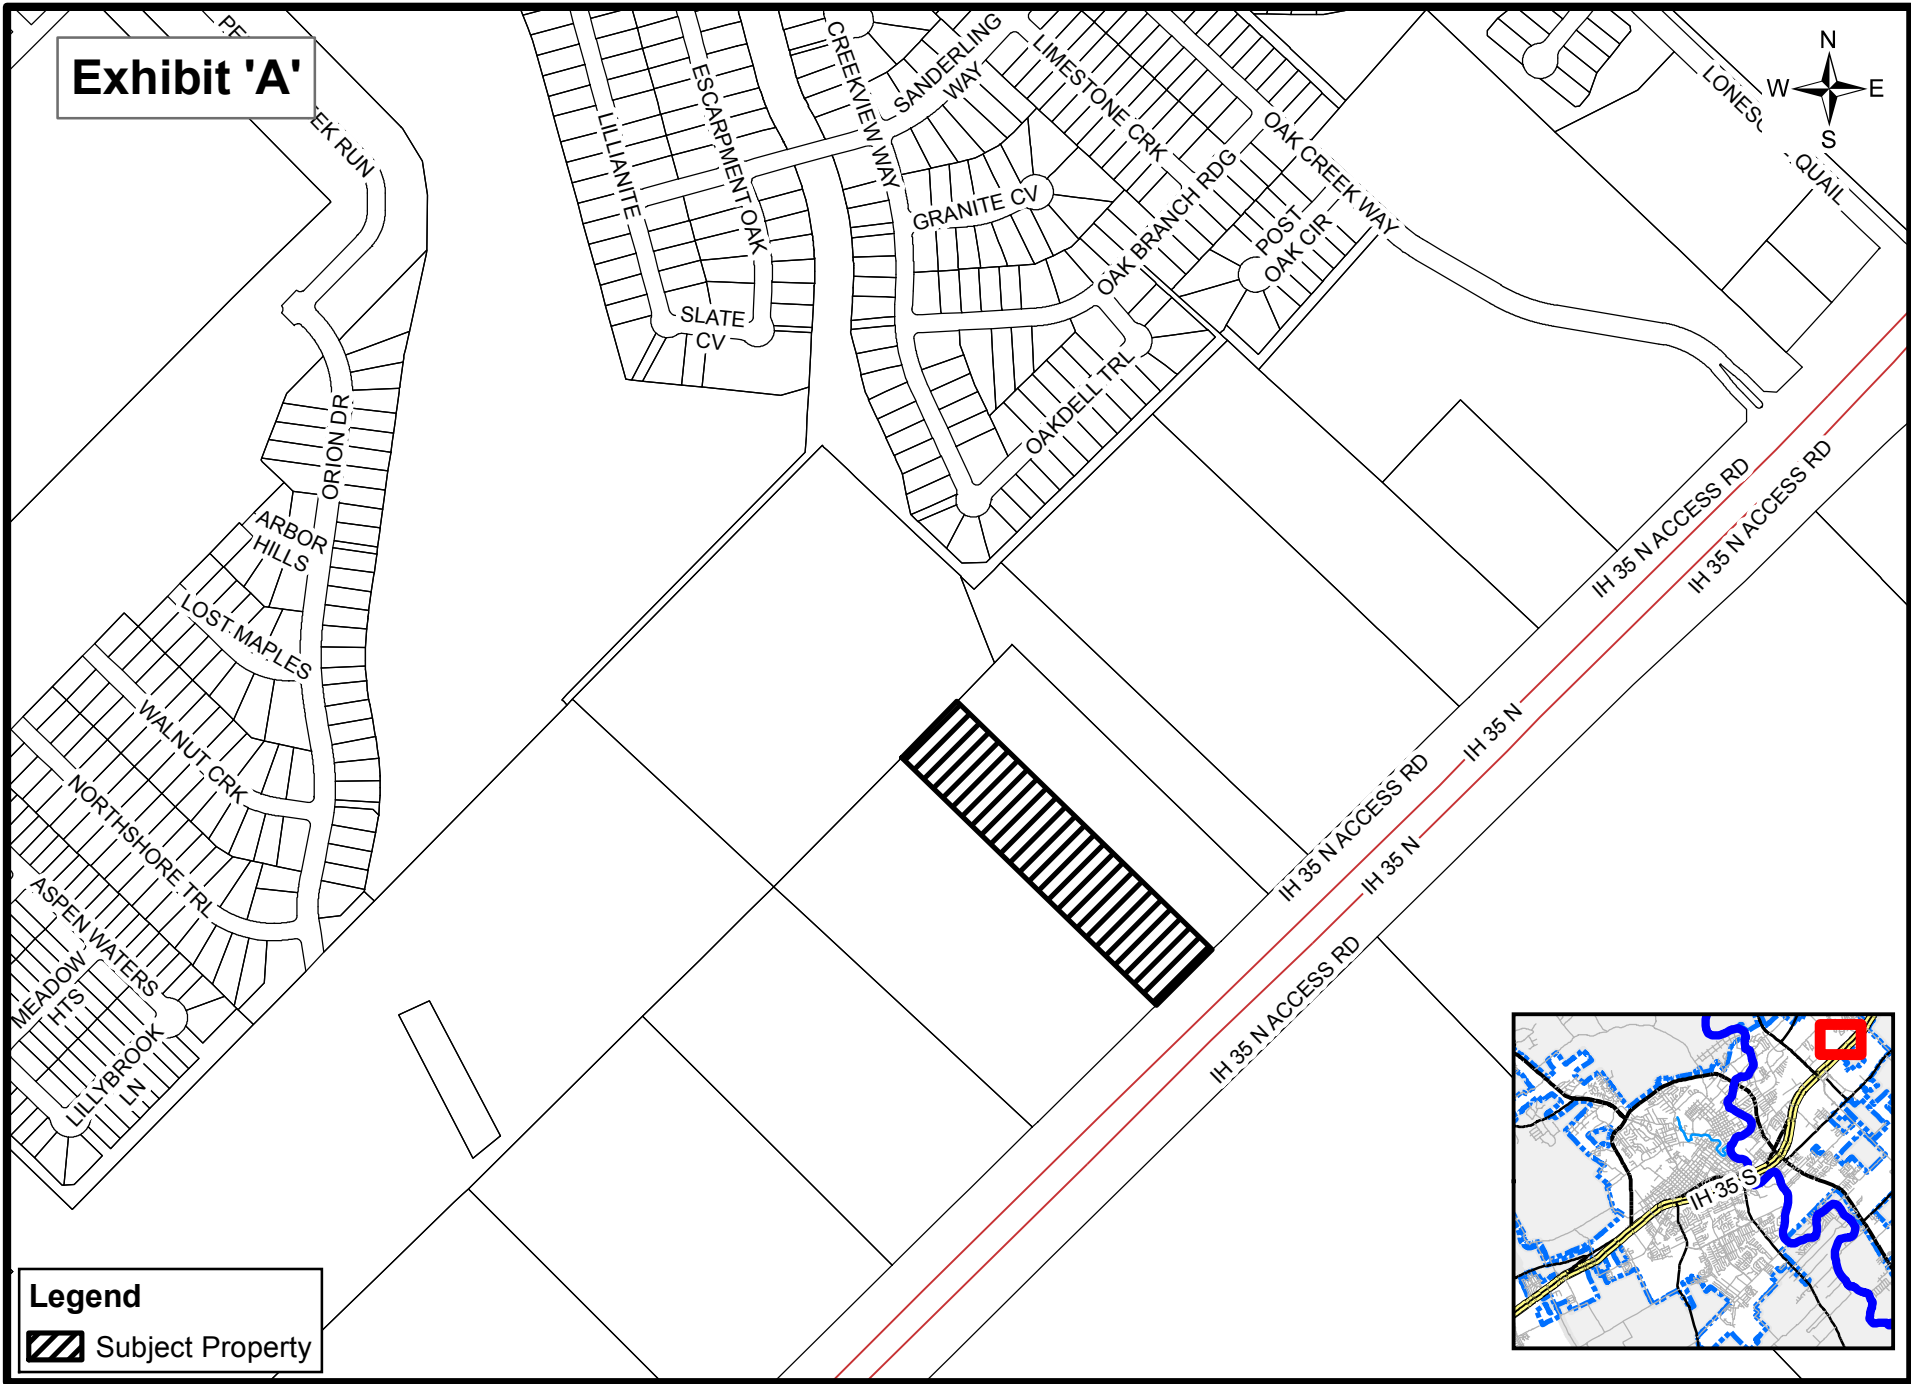 Exhibit 'A'
EK RUN
LILLIANITE
ESCARPMENT OAK
CREEKVIEW WAY
SANDERLING
WAY
LIMESTONE CRK
OAK CREEK WAY
N
W
E
S
QUAIL
GRANITE CV
OAK BRANCH RDG
POST
OAK CIR
SLATE
CV
OAKDELL TRL
ORION DR
ARBOR
HILLS
LOST MAPLES
WALNUT CRK
NORTHSHORE TRL
ASPEN WATERS
MEADOW
HTS
LILLYBROOK
LN
IH 35 N ACCESS RD
IH 35 N ACCESS RD
IH 35 N
IH 35 N ACCESS RD
IH 35 N
IH 35 N ACCESS RD
IH 35 S
Legend
Subject Property